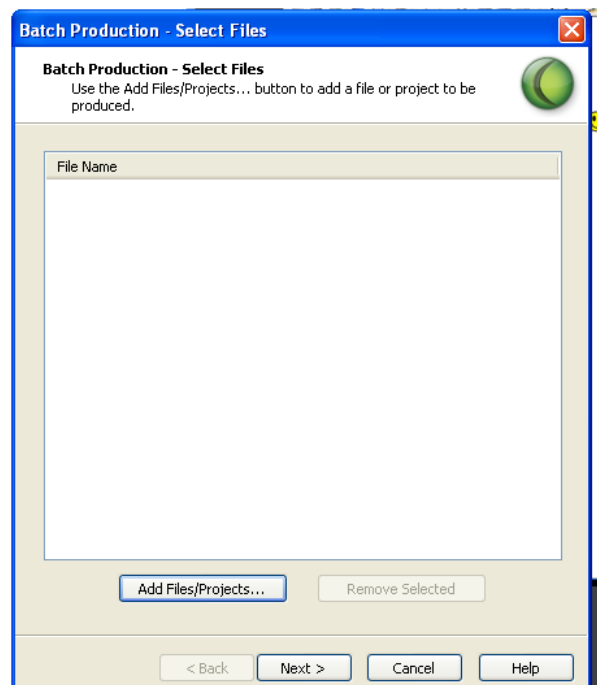 Batch Production - Select Files
Batch Production - Select Files
Use the Add Files/Projects... button to add a file or project to be
produced.
File Name
Add Files/Projects... Remove Selected
< Back Next > Cancel Help